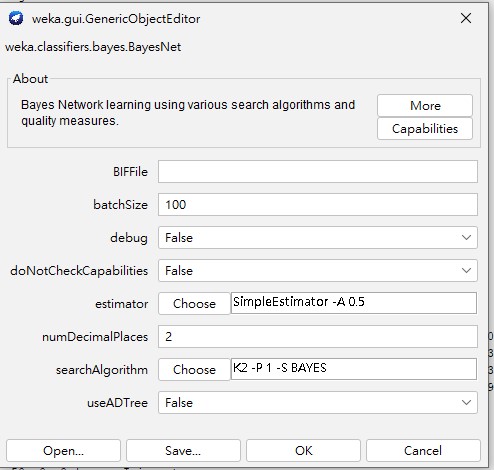 weka.gui.GenericObjectEditor
weka.classifiers.bayes.BayesNet
About
Bayes Network learning using various search algorithms and
quality measures.
More
Capabilities
BIFFile
batchSize 100
debug False
doNotCheckCapabilities False
estimator Choose SimpleEstimator -A 0.5
numDecimalPlaces 2
searchAlgorithm Choose K2 -P 1 -S BAYES
useADTree False
Open... Save... OK Cancel